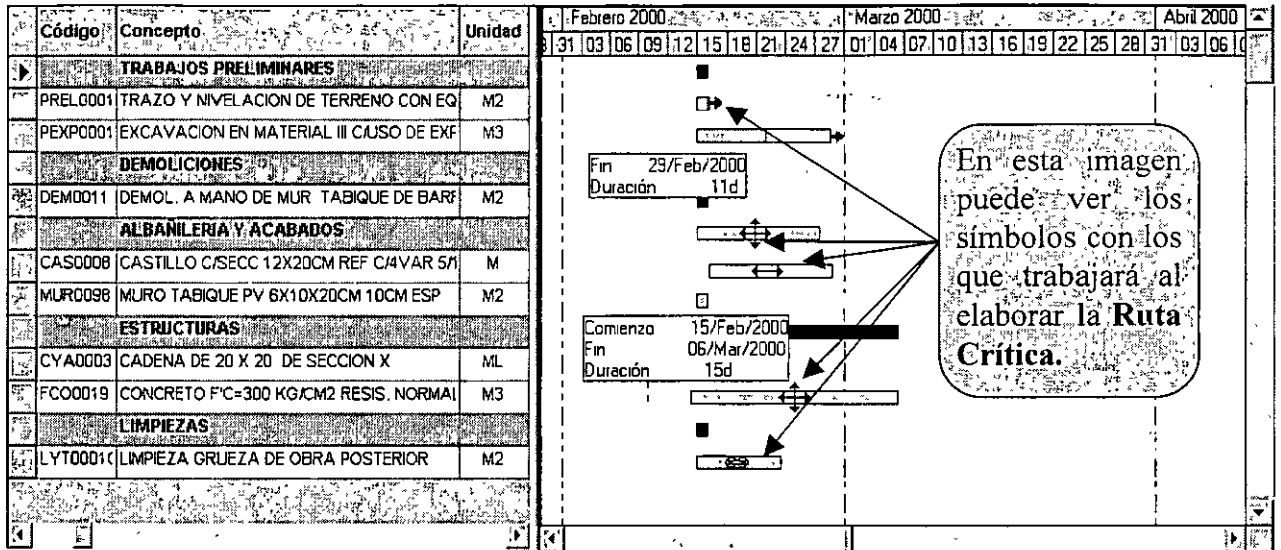 Código Concepto Unidad
TRABAJOS PRELIMINARES
PREL0001 TRAZO Y NIVELACION DE TERRENO CON EQ M2
PEXP0001 EXCAVACION EN MATERIAL III C/USO DE EXF M3
DEMOLICIONES
DEM0011 DEMOL. A MANO DE MUR TABIQUE DE BARF M2
ALBAÑILERIA Y ACABADOS
CAS0008 CASTILLO C/SECC 12X20CM REF C/4VAR 5/1 M
MUR0098 MURO TABIQUE PV 6X10X20CM 10CM ESP M2
ESTRUCTURAS
CYA0003 CADENA DE 20 X 20 DE SECCION X ML
FCO0019 CONCRETO F'C=300 KG/CM2 RESIS. NORMAL M3
LIMPIEZAS
LYT0001 LIMPIEZA GRUEZA DE OBRA POSTERIOR M2
Febrero 2000 Marzo 2000 Abril 2000
31 03 06 09 12 15 18 21 24 27 01 04 07 10 13 16 19 22 25 28 31 03 06
Fin 29/Feb/2000
Duración 11d
Comienzo 15/Feb/2000
Fin 06/Mar/2000
Duración 15d
En esta imagen
puede ver los
símbolos con los
que trabajará al
elaborar la Ruta
Crítica.